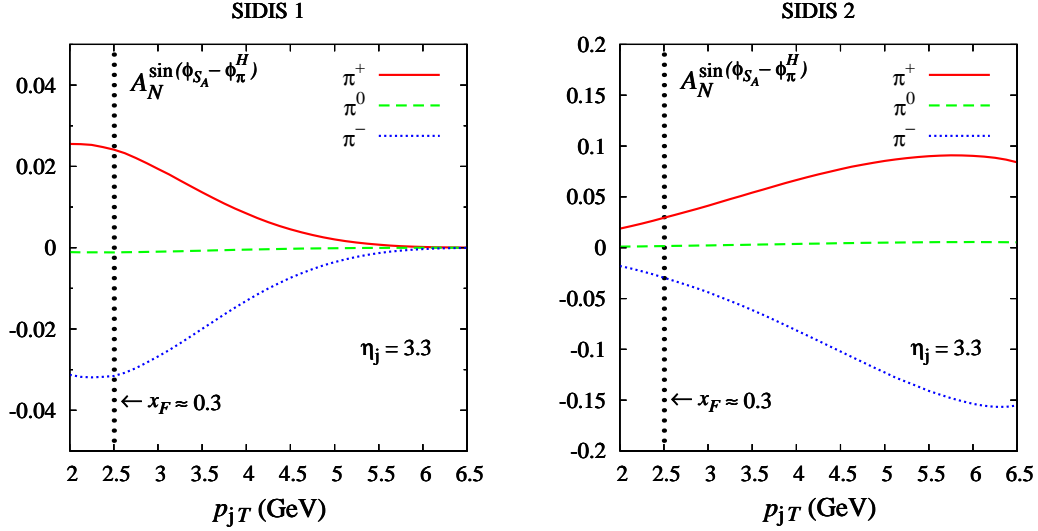 SIDIS 1
A_N^{sin(ϕ_{S_A} − ϕ_π^H)}
π⁺
π⁰
π⁻
0.04
0.02
0
-0.02
-0.04
η_j = 3.3
← x_F ≈ 0.3
2 2.5 3 3.5 4 4.5 5 5.5 6 6.5
p_{jT} (GeV)
SIDIS 2
A_N^{sin(ϕ_{S_A} − ϕ_π^H)}
π⁺
π⁰
π⁻
0.2
0.15
0.1
0.05
0
-0.05
-0.1
-0.15
-0.2
η_j = 3.3
← x_F ≈ 0.3
2 2.5 3 3.5 4 4.5 5 5.5 6 6.5
p_{jT} (GeV)